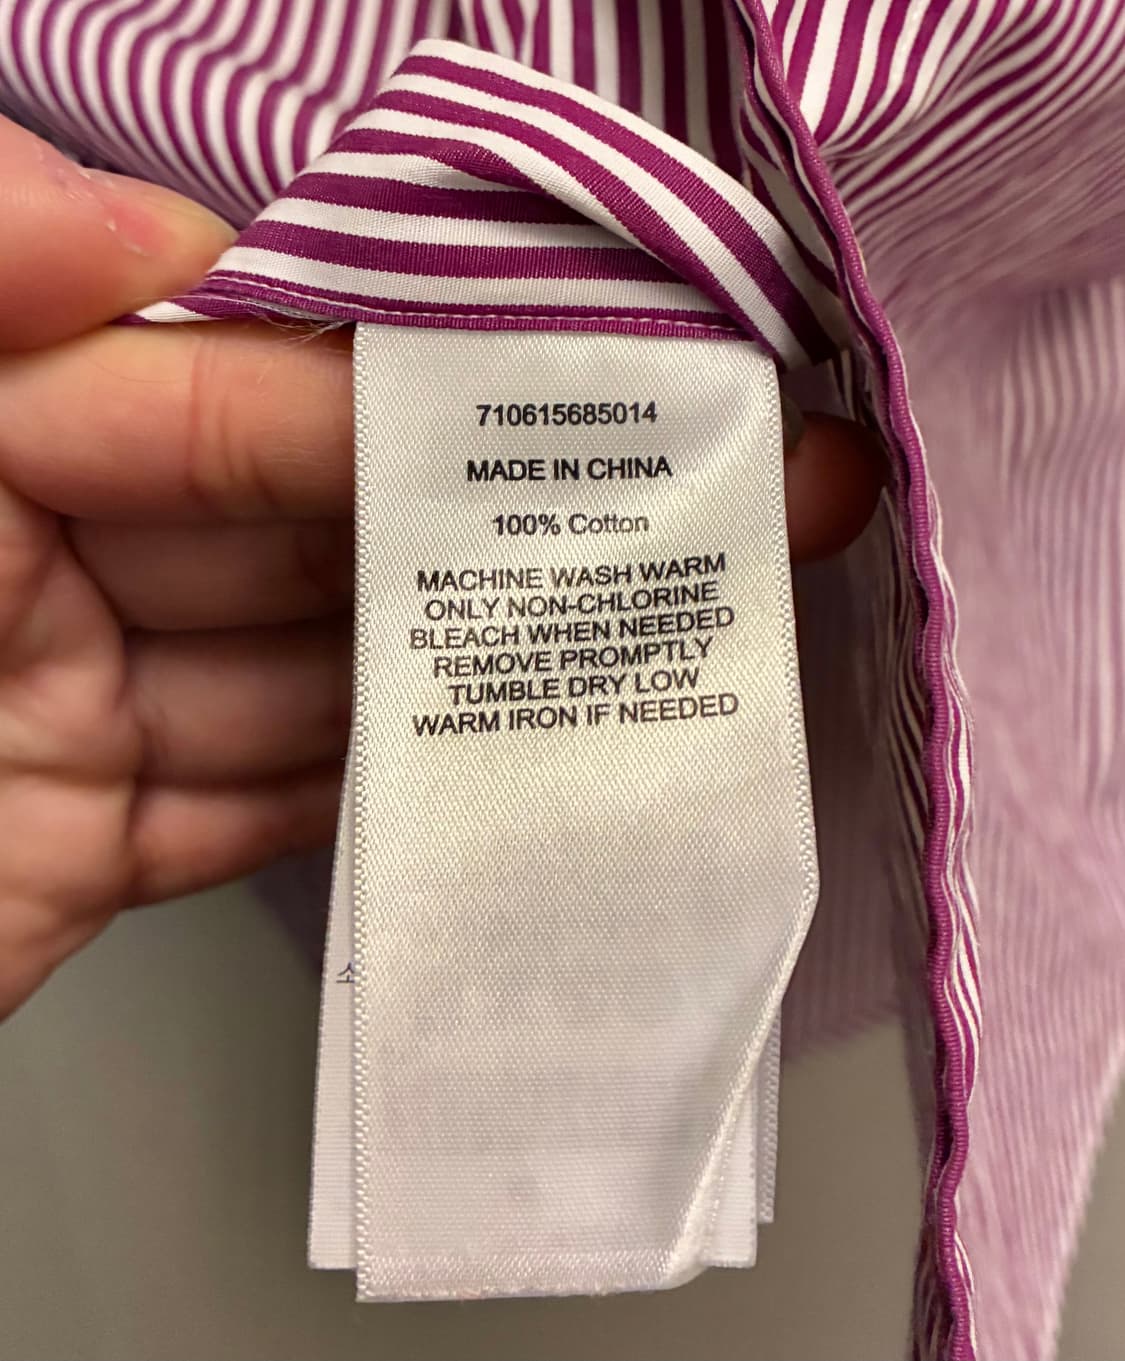 710615685014
MADE IN CHINA
100% Cotton
MACHINE WASH WARM
ONLY NON-CHLORINE
BLEACH WHEN NEEDED
REMOVE PROMPTLY
TUMBLE DRY LOW
WARM IRON IF NEEDED
소